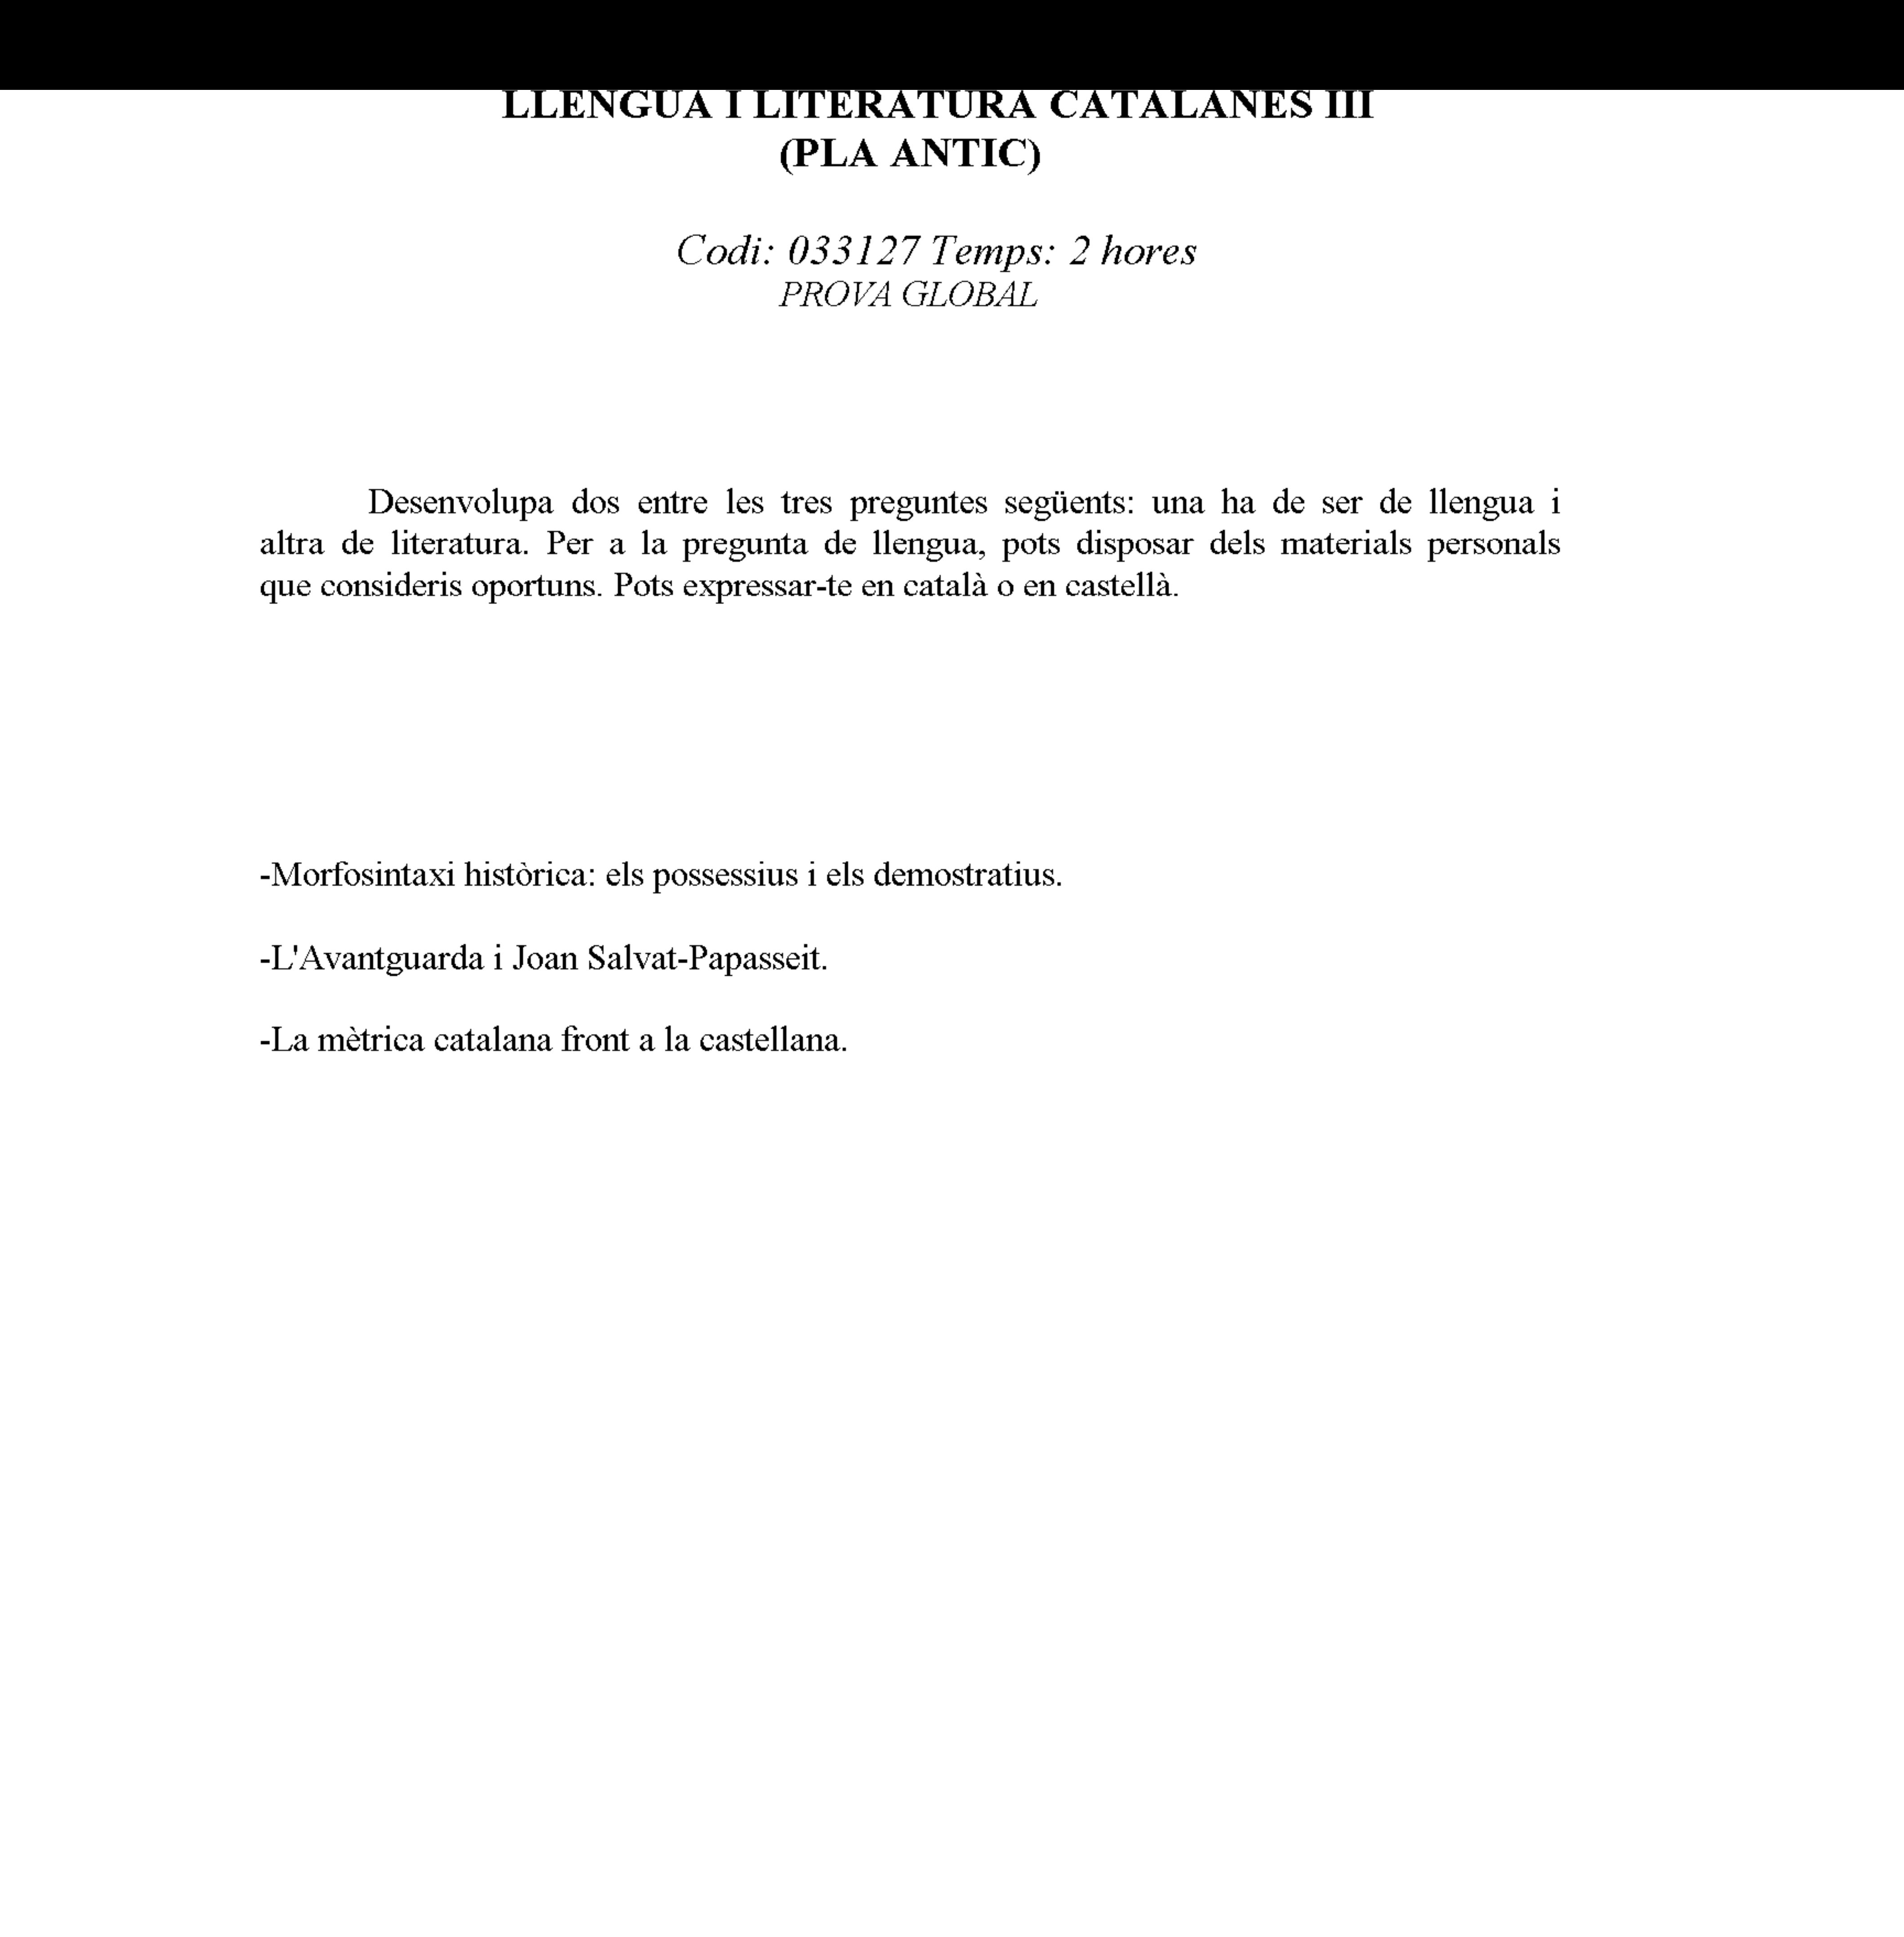 LLENGUA I LITERATURA CATALANES III
(PLA ANTIC)
Codi: 033127 Temps: 2 hores
PROVA GLOBAL
Desenvolupa dos entre les tres preguntes següents: una ha de ser de llengua i
altra de literatura. Per a la pregunta de llengua, pots disposar dels materials personals
que consideris oportuns. Pots expressar-te en català o en castellà.
-Morfosintaxi històrica: els possessius i els demostratius.
-L'Avantguarda i Joan Salvat-Papasseit.
-La mètrica catalana front a la castellana.